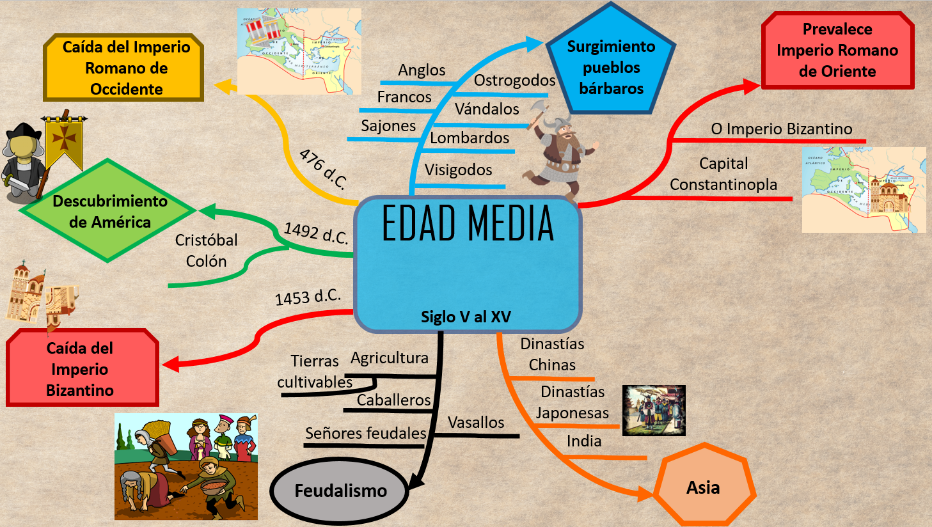 EDAD MEDIA
Siglo V al XV
Caída del Imperio
Romano de
Occidente
476 d.C.
Descubrimiento
de América
1492 d.C.
Cristóbal
Colón
Caída del
Imperio
Bizantino
1453 d.C.
Surgimiento
pueblos
bárbaros
Anglos
Francos
Sajones
Ostrogodos
Vándalos
Lombardos
Visigodos
Prevalece
Imperio Romano
de Oriente
O Imperio Bizantino
Capital
Constantinopla
Feudalismo
Agricultura
Tierras
cultivables
Caballeros
Señores feudales
Vasallos
Asia
Dinastías
Chinas
Dinastías
Japonesas
India